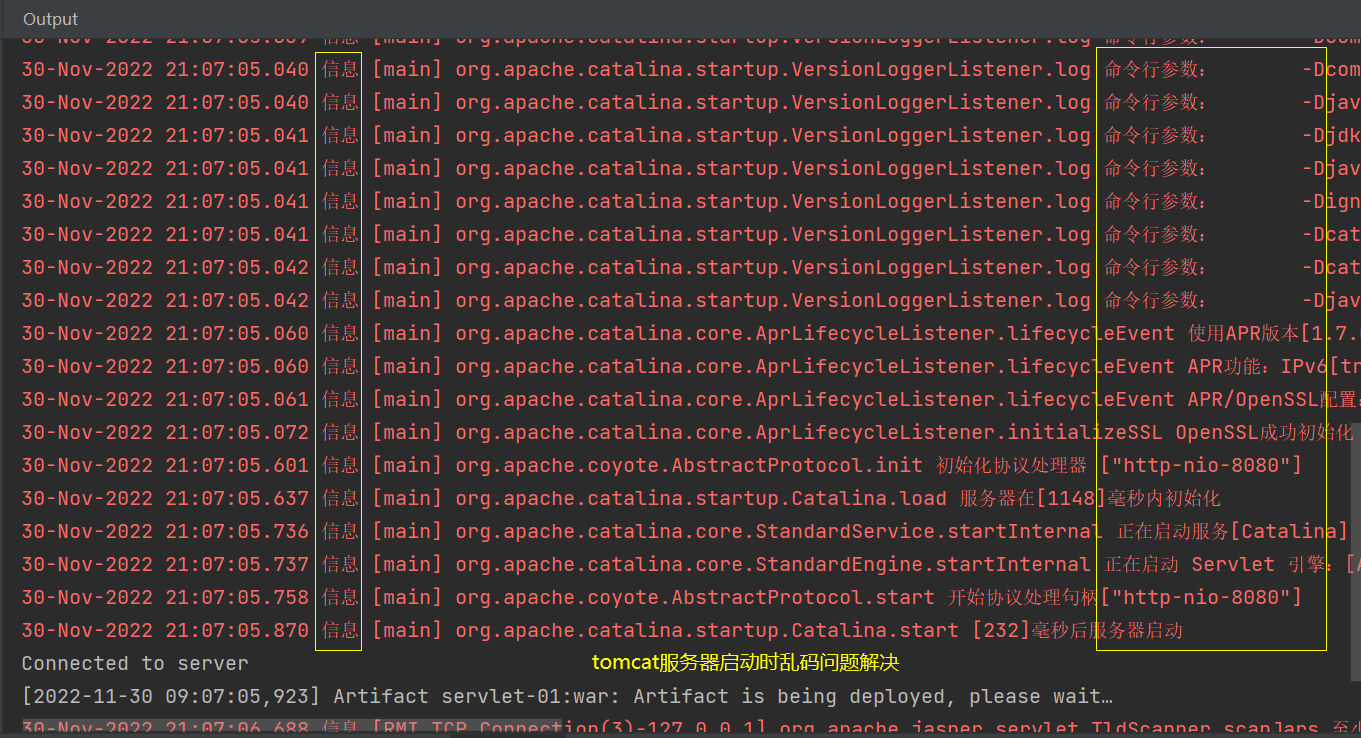 Output
30-Nov-2022 21:07:05.040 信息 [main] org.apache.catalina.startup.VersionLoggerListener.log 命令行参数: -Dcom
30-Nov-2022 21:07:05.040 信息 [main] org.apache.catalina.startup.VersionLoggerListener.log 命令行参数: -Djav
30-Nov-2022 21:07:05.041 信息 [main] org.apache.catalina.startup.VersionLoggerListener.log 命令行参数: -Djdk
30-Nov-2022 21:07:05.041 信息 [main] org.apache.catalina.startup.VersionLoggerListener.log 命令行参数: -Djav
30-Nov-2022 21:07:05.041 信息 [main] org.apache.catalina.startup.VersionLoggerListener.log 命令行参数: -Dign
30-Nov-2022 21:07:05.041 信息 [main] org.apache.catalina.startup.VersionLoggerListener.log 命令行参数: -Dcat
30-Nov-2022 21:07:05.042 信息 [main] org.apache.catalina.startup.VersionLoggerListener.log 命令行参数: -Dcat
30-Nov-2022 21:07:05.042 信息 [main] org.apache.catalina.startup.VersionLoggerListener.log 命令行参数: -Djav
30-Nov-2022 21:07:05.060 信息 [main] org.apache.catalina.core.AprLifecycleListener.lifecycleEvent 使用APR版本[1.7.
30-Nov-2022 21:07:05.060 信息 [main] org.apache.catalina.core.AprLifecycleListener.lifecycleEvent APR功能: IPv6[tr
30-Nov-2022 21:07:05.061 信息 [main] org.apache.catalina.core.AprLifecycleListener.lifecycleEvent APR/OpenSSL配置:
30-Nov-2022 21:07:05.072 信息 [main] org.apache.catalina.core.AprLifecycleListener.initializeSSL OpenSSL成功初始化
30-Nov-2022 21:07:05.601 信息 [main] org.apache.coyote.AbstractProtocol.init 初始化协议处理器 ["http-nio-8080"]
30-Nov-2022 21:07:05.637 信息 [main] org.apache.catalina.startup.Catalina.load 服务器在[1148]毫秒内初始化
30-Nov-2022 21:07:05.736 信息 [main] org.apache.catalina.core.StandardService.startInternal 正在启动服务[Catalina]
30-Nov-2022 21:07:05.737 信息 [main] org.apache.catalina.core.StandardEngine.startInternal 正在启动 Servlet 引擎: [A
30-Nov-2022 21:07:05.758 信息 [main] org.apache.coyote.AbstractProtocol.start 开始协议处理句柄["http-nio-8080"]
30-Nov-2022 21:07:05.870 信息 [main] org.apache.catalina.startup.Catalina.start [232]毫秒后服务器启动
Connected to server
tomcat服务器启动时乱码问题解决
[2022-11-30 09:07:05,923] Artifact servlet-01:war: Artifact is being deployed, please wait…
30-Nov-2022 21:07:06.688 信息 [RMI TCP Connection(3)-127.0.0.1] org.apache.jasper.servlet.TldScanner.scanJars 至少